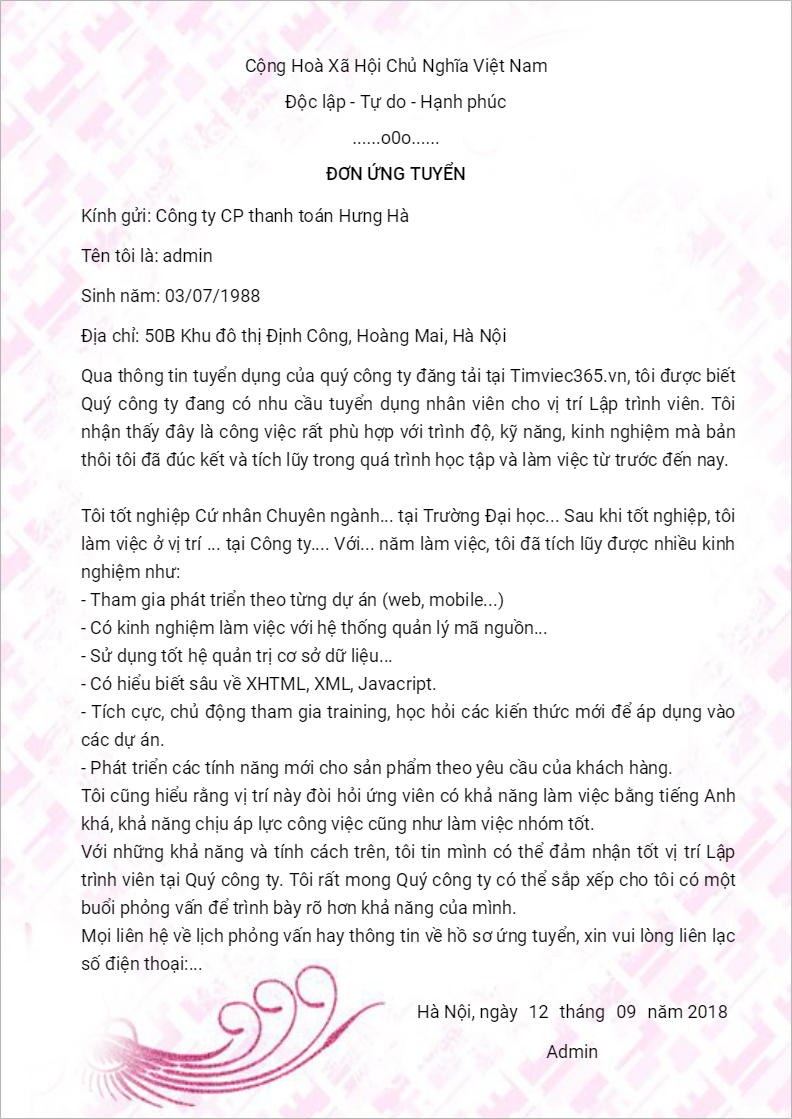 Cộng Hoà Xã Hội Chủ Nghĩa Việt Nam
Độc lập - Tự do - Hạnh phúc
......o0o......
ĐƠN ỨNG TUYỂN
Kính gửi: Công ty CP thanh toán Hưng Hà
Tên tôi là: admin
Sinh năm: 03/07/1988
Địa chỉ: 50B Khu đô thị Định Công, Hoàng Mai, Hà Nội
Qua thông tin tuyển dụng của quý công ty đăng tải tại Timviec365.vn, tôi được biết
Quý công ty đang có nhu cầu tuyển dụng nhân viên cho vị trí Lập trình viên. Tôi
nhận thấy đây là công việc rất phù hợp với trình độ, kỹ năng, kinh nghiệm mà bản
thôi tôi đã đúc kết và tích lũy trong quá trình học tập và làm việc từ trước đến nay.
Tôi tốt nghiệp Cứ nhân Chuyên ngành... tại Trường Đại học... Sau khi tốt nghiệp, tôi
làm việc ở vị trí ... tại Công ty.... Với... năm làm việc, tôi đã tích lũy được nhiều kinh
nghiệm như:
- Tham gia phát triển theo từng dự án (web, mobile...)
- Có kinh nghiệm làm việc với hệ thống quản lý mã nguồn...
- Sử dụng tốt hệ quản trị cơ sở dữ liệu...
- Có hiểu biết sâu về XHTML, XML, Javacript.
- Tích cực, chủ động tham gia training, học hỏi các kiến thức mới để áp dụng vào
các dự án.
- Phát triển các tính năng mới cho sản phẩm theo yêu cầu của khách hàng.
Tôi cũng hiểu rằng vị trí này đòi hỏi ứng viên có khả năng làm việc bằng tiếng Anh
khá, khả năng chịu áp lực công việc cũng như làm việc nhóm tốt.
Với những khả năng và tính cách trên, tôi tin mình có thể đảm nhận tốt vị trí Lập
trình viên tại Quý công ty. Tôi rất mong Quý công ty có thể sắp xếp cho tôi có một
buổi phỏng vấn để trình bày rõ hơn khả năng của mình.
Mọi liên hệ về lịch phỏng vấn hay thông tin về hồ sơ ứng tuyển, xin vui lòng liên lạc
số điện thoại:...
Hà Nội, ngày 12 tháng 09 năm 2018
Admin